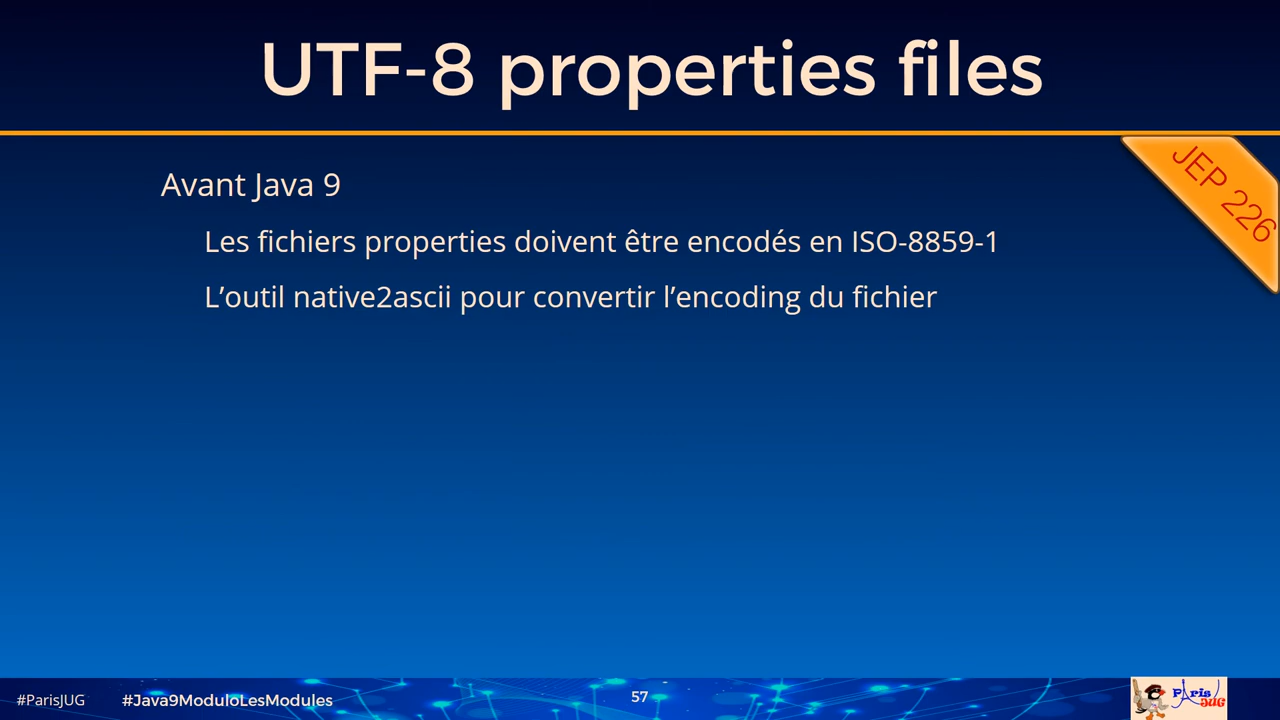 UTF-8 properties files
JEP 226
Avant Java 9
Les fichiers properties doivent être encodés en ISO-8859-1
L’outil native2ascii pour convertir l’encoding du fichier
#ParisJUG
#Java9ModuloLesModules
57
Paris
JUG